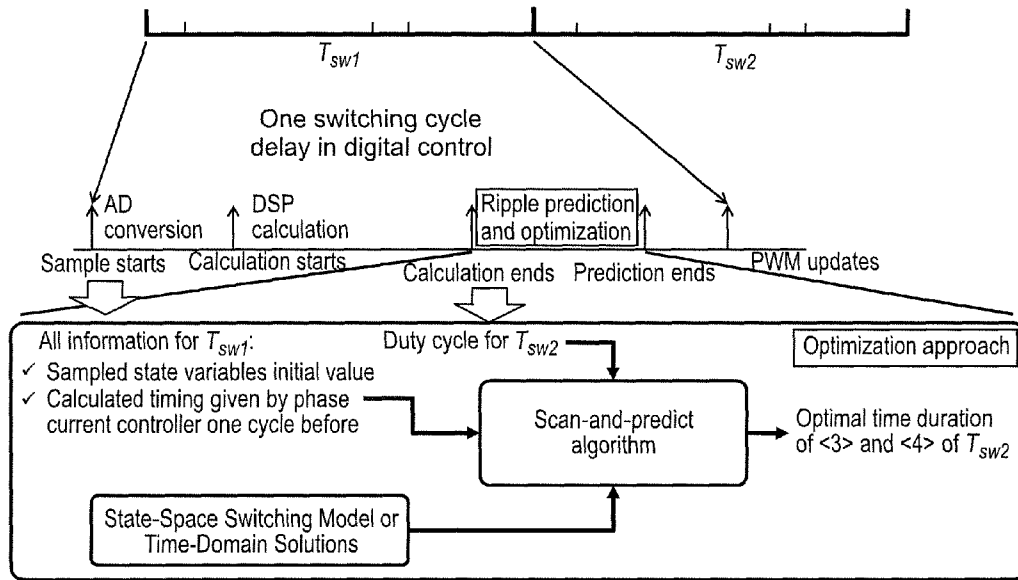 T_sw1
T_sw2
One switching cycle
delay in digital control
AD
conversion
DSP
calculation
Ripple prediction
and optimization
Sample starts
Calculation starts
Calculation ends
Prediction ends
PWM updates
All information for T_sw1:
✓ Sampled state variables initial value
✓ Calculated timing given by phase
current controller one cycle before
Duty cycle for T_sw2
Optimization approach
Scan-and-predict
algorithm
Optimal time duration
of <3> and <4> of T_sw2
State-Space Switching Model or
Time-Domain Solutions